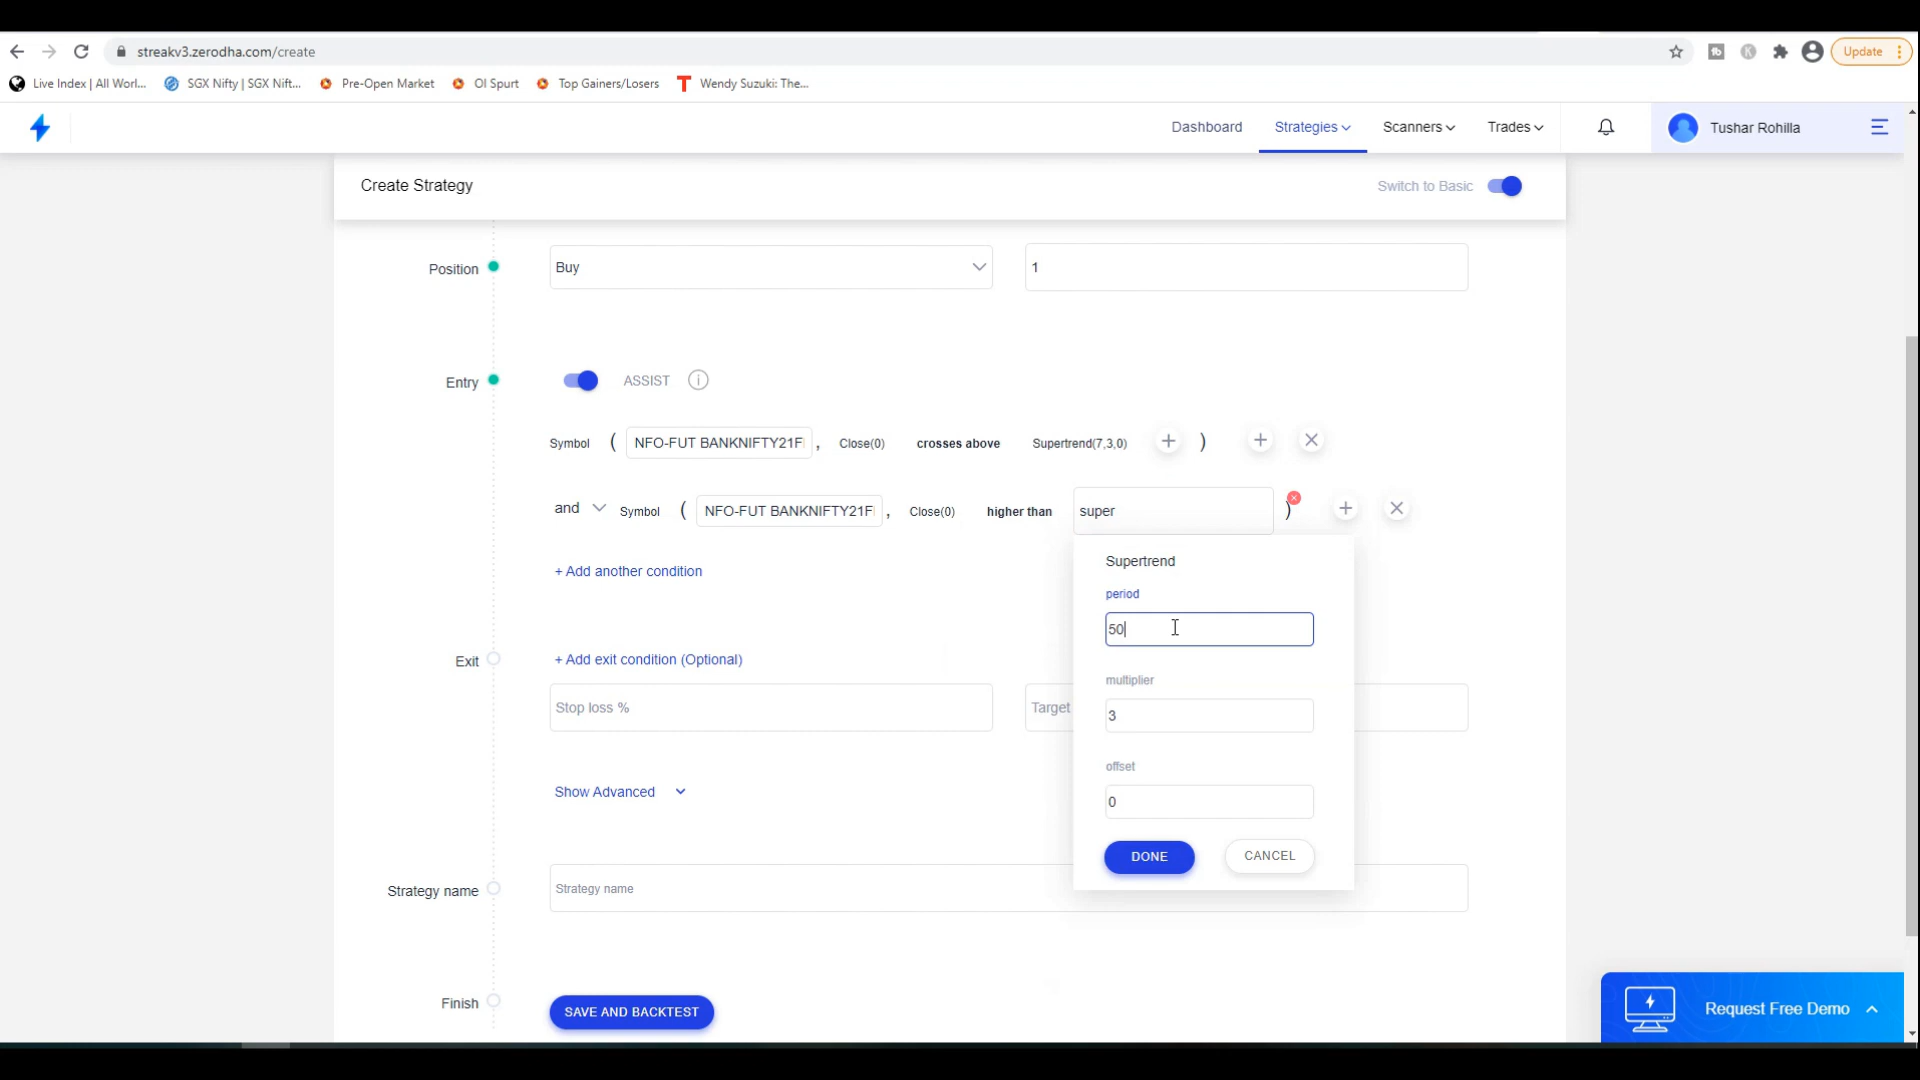 streakv3.zerodha.com/create
Update
Live Index | All Worl...
SGX Nifty | SGX Nift...
Pre-Open Market
OI Spurt
Top Gainers/Losers
T Wendy Suzuki: The...
Dashboard
Strategies
Scanners
Trades
Tushar Rohilla
Create Strategy
Switch to Basic
Position
Buy
1
Entry
ASSIST
Symbol ( NFO-FUT BANKNIFTY21F , Close(0) crosses above Supertrend(7,3,0) + ) +
and Symbol ( NFO-FUT BANKNIFTY21F , Close(0) higher than super ) +
+ Add another condition
Supertrend
period
50
multiplier
3
offset
0
DONE
CANCEL
Exit
+ Add exit condition (Optional)
Stop loss %
Target
Show Advanced
Strategy name
Strategy name
Finish
SAVE AND BACKTEST
Request Free Demo